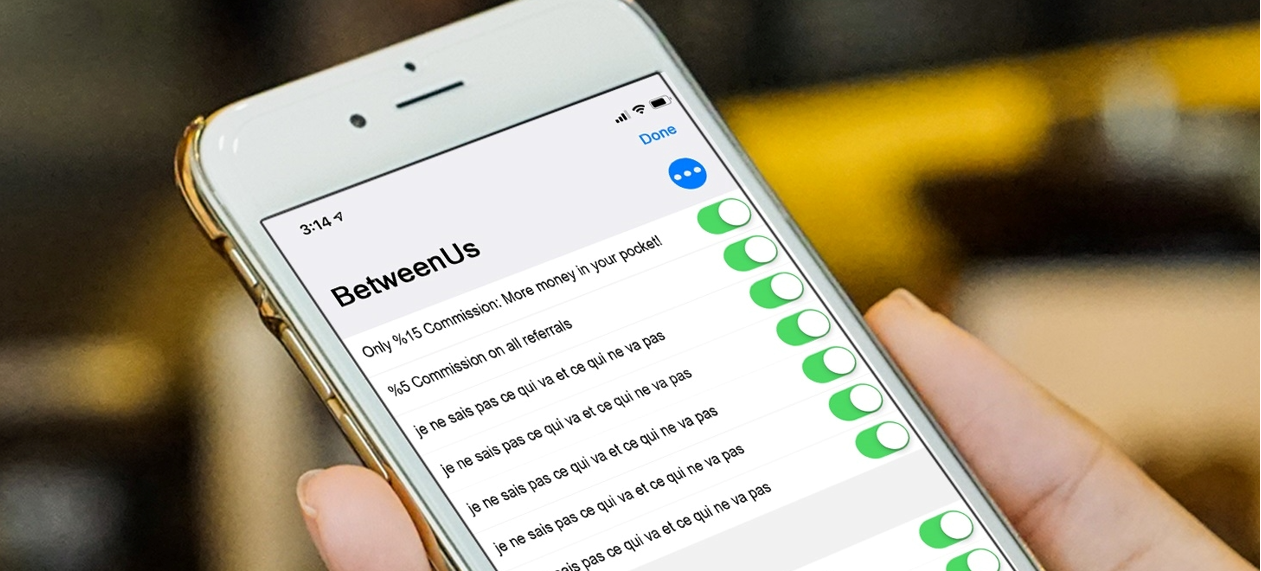 3:14
Done
BetweenUs
Only %15 Commission: More money in your pocket!
%5 Commission on all referrals
je ne sais pas ce qui va et ce qui ne va pas
je ne sais pas ce qui va et ce qui ne va pas
je ne sais pas ce qui va et ce qui ne va pas
je ne sais pas ce qui va et ce qui ne va pas
sais pas ce qui va et ce qui ne va pas